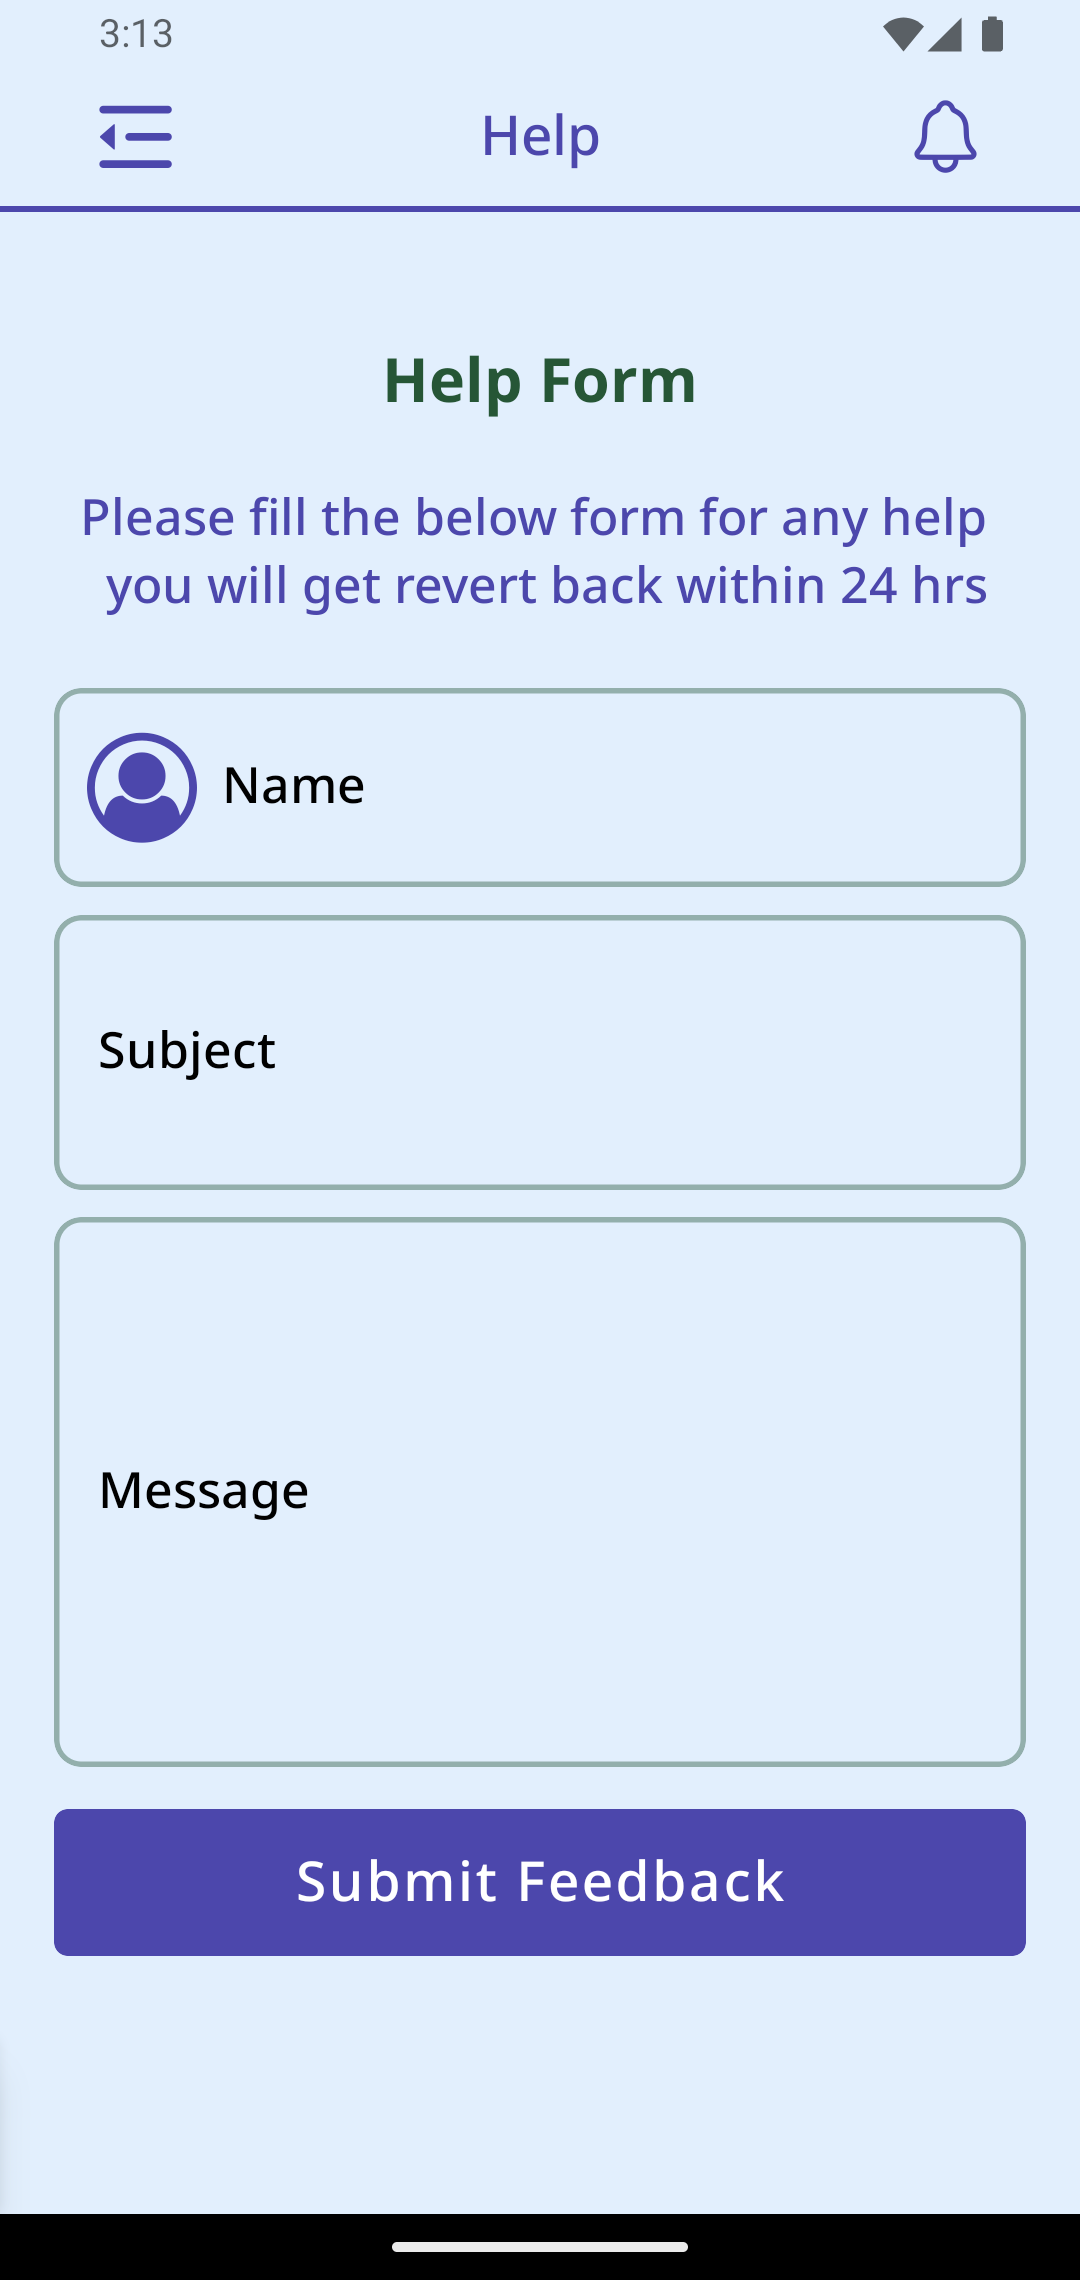 3:13
Help
Help Form
Please fill the below form for any help
you will get revert back within 24 hrs
Name
Subject
Message
Submit Feedback